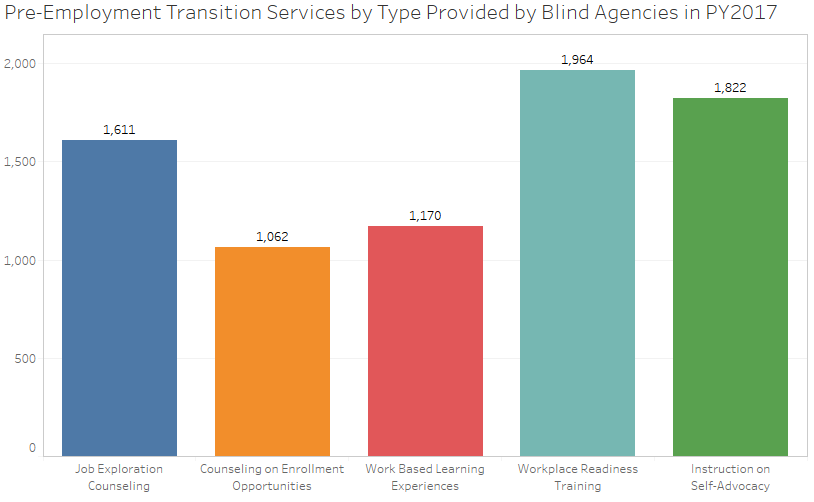 Pre-Employment Transition Services by Type Provided by Blind Agencies in PY2017
2,000
1,500
1,000
500
0
1,611
1,062
1,170
1,964
1,822
Job Exploration
Counseling
Counseling on Enrollment
Opportunities
Work Based Learning
Experiences
Workplace Readiness
Training
Instruction on
Self-Advocacy